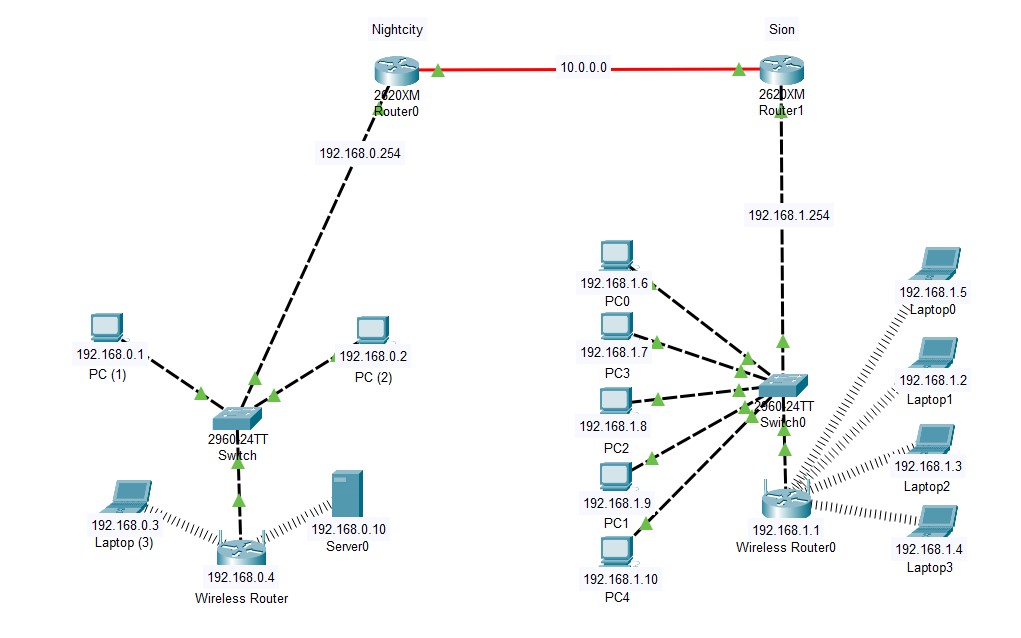 Nightcity
Sion
10.0.0.0
2620XM
Router0
2620XM
Router1
192.168.0.254
192.168.1.254
192.168.1.6
PC0
192.168.1.5
Laptop0
192.168.0.1
PC (1)
192.168.0.2
PC (2)
192.168.1.7
PC3
192.168.1.2
Laptop1
2960-24TT
Switch
2960-24TT
Switch0
192.168.1.8
PC2
192.168.1.3
Laptop2
192.168.0.3
Laptop (3)
192.168.0.10
Server0
192.168.1.9
PC1
192.168.1.1
Wireless Router0
192.168.1.4
Laptop3
192.168.0.4
Wireless Router
192.168.1.10
PC4